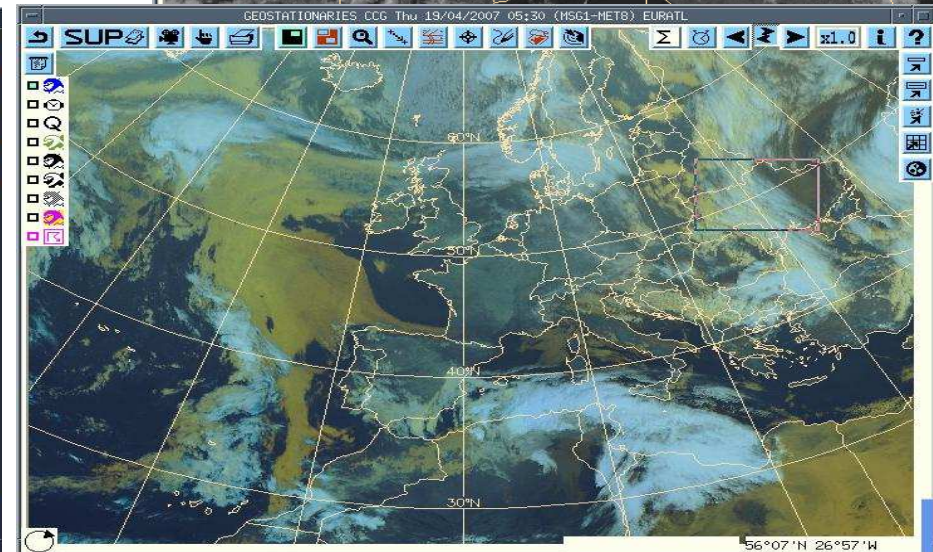 GEOSTATIONARIES CCG Thu 19/04/2007 05:30 (MSG1-MET8) EURATL
SUP Σ x1.0 i ?
Q
60°N
50°N
40°N
30°N
56°07'N 26°57'W